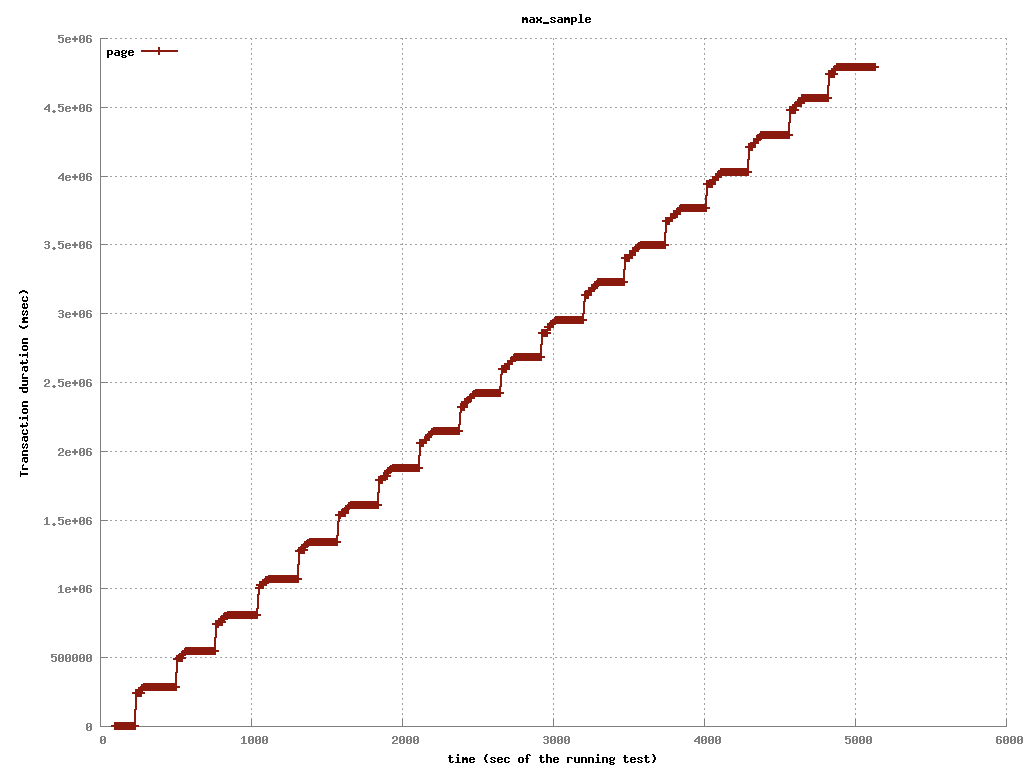 max_sample
page
5e+06
4.5e+06
4e+06
3.5e+06
3e+06
2.5e+06
2e+06
1.5e+06
1e+06
500000
0
Transaction duration (msec)
0 1000 2000 3000 4000 5000 6000
time (sec of the running test)